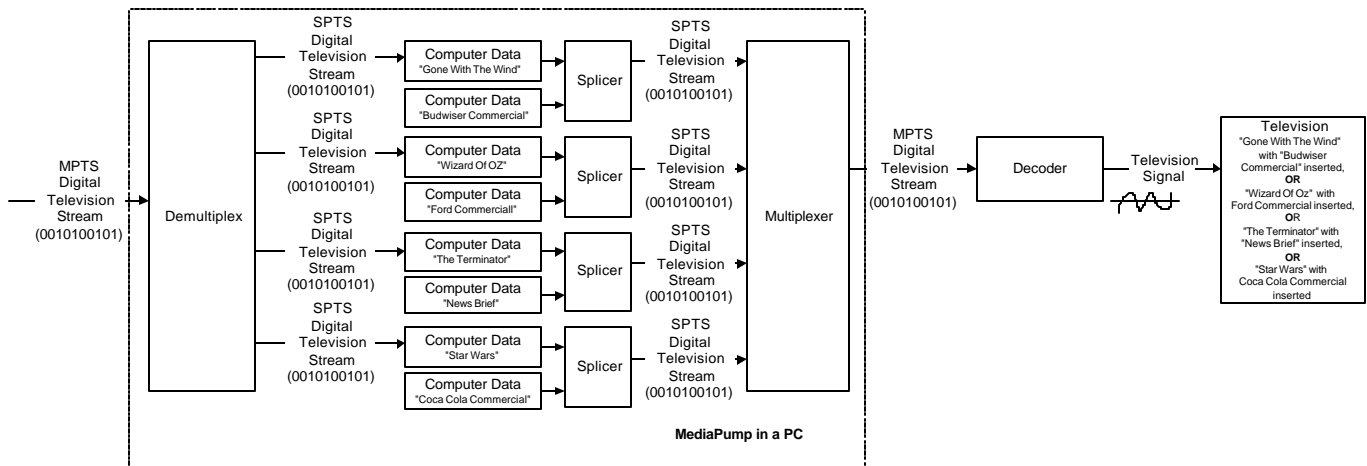 MPTS
Digital
Television
Stream
(0010100101)
Demultiplex
SPTS
Digital
Television
Stream
(0010100101)
SPTS
Digital
Television
Stream
(0010100101)
SPTS
Digital
Television
Stream
(0010100101)
SPTS
Digital
Television
Stream
(0010100101)
Computer Data
"Gone With The Wind"
Computer Data
"Budwiser Commercial"
Splicer
Computer Data
"Wizard Of OZ"
Computer Data
"Ford Commerciall"
Splicer
Computer Data
"The Terminator"
Computer Data
"News Brief"
Splicer
Computer Data
"Star Wars"
Computer Data
"Coca Cola Commercial"
Splicer
SPTS
Digital
Television
Stream
(0010100101)
SPTS
Digital
Television
Stream
(0010100101)
SPTS
Digital
Television
Stream
(0010100101)
SPTS
Digital
Television
Stream
(0010100101)
Multiplexer
MediaPump in a PC
MPTS
Digital
Television
Stream
(0010100101)
Decoder
Television
Signal
Television
"Gone With The Wind"
with "Budwiser
Commercial" inserted,
OR
"Wizard Of Oz" with
Ford Commercial inserted,
OR
"The Terminator" with
"News Brief" inserted,
OR
"Star Wars" with
Coca Cola Commercial
inserted